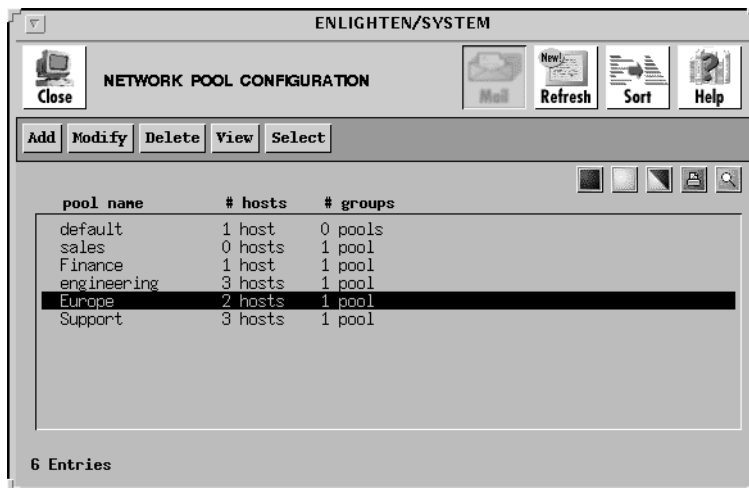 ENLIGHTEN/SYSTEM
Close
NETWORK POOL CONFIGURATION
Mail
New!
Refresh
Sort
Help
Add Modify Delete View Select
pool name # hosts # groups
default 1 host 0 pools
sales 0 hosts 1 pool
Finance 1 host 1 pool
engineering 3 hosts 1 pool
Europe 2 hosts 1 pool
Support 3 hosts 1 pool
6 Entries